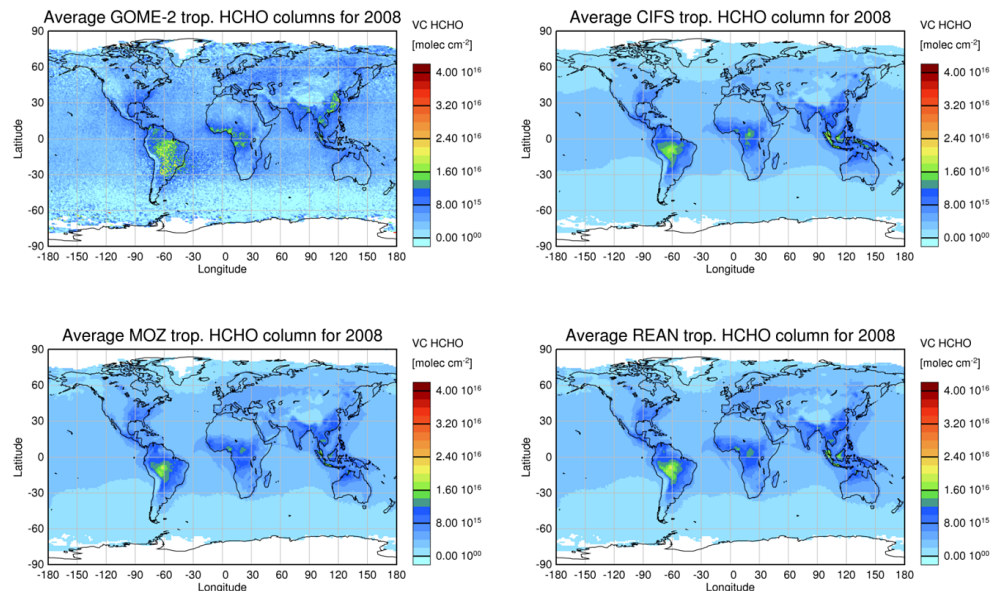 Average GOME-2 trop. HCHO columns for 2008
VC HCHO
[molec cm⁻²]
90
60
30
0
-30
-60
-90
Latitude
-180 -150 -120 -90 -60 -30 0 30 60 90 120 150 180
Longitude
4.00 10¹⁶
3.20 10¹⁶
2.40 10¹⁶
1.60 10¹⁶
8.00 10¹⁵
0.00 10⁰⁰
Average CIFS trop. HCHO columns for 2008
VC HCHO
[molec cm⁻²]
90
60
30
0
-30
-60
-90
Latitude
-180 -150 -120 -90 -60 -30 0 30 60 90 120 150 180
Longitude
4.00 10¹⁶
3.20 10¹⁶
2.40 10¹⁶
1.60 10¹⁶
8.00 10¹⁵
0.00 10⁰⁰
Average MOZ trop. HCHO column for 2008
VC HCHO
[molec cm⁻²]
90
60
30
0
-30
-60
-90
Latitude
-180 -150 -120 -90 -60 -30 0 30 60 90 120 150 180
Longitude
4.00 10¹⁶
3.20 10¹⁶
2.40 10¹⁶
1.60 10¹⁶
8.00 10¹⁵
0.00 10⁰⁰
Average REAN trop. HCHO column for 2008
VC HCHO
[molec cm⁻²]
90
60
30
0
-30
-60
-90
Latitude
-180 -150 -120 -90 -60 -30 0 30 60 90 120 150 180
Longitude
4.00 10¹⁶
3.20 10¹⁶
2.40 10¹⁶
1.60 10¹⁶
8.00 10¹⁵
0.00 10⁰⁰